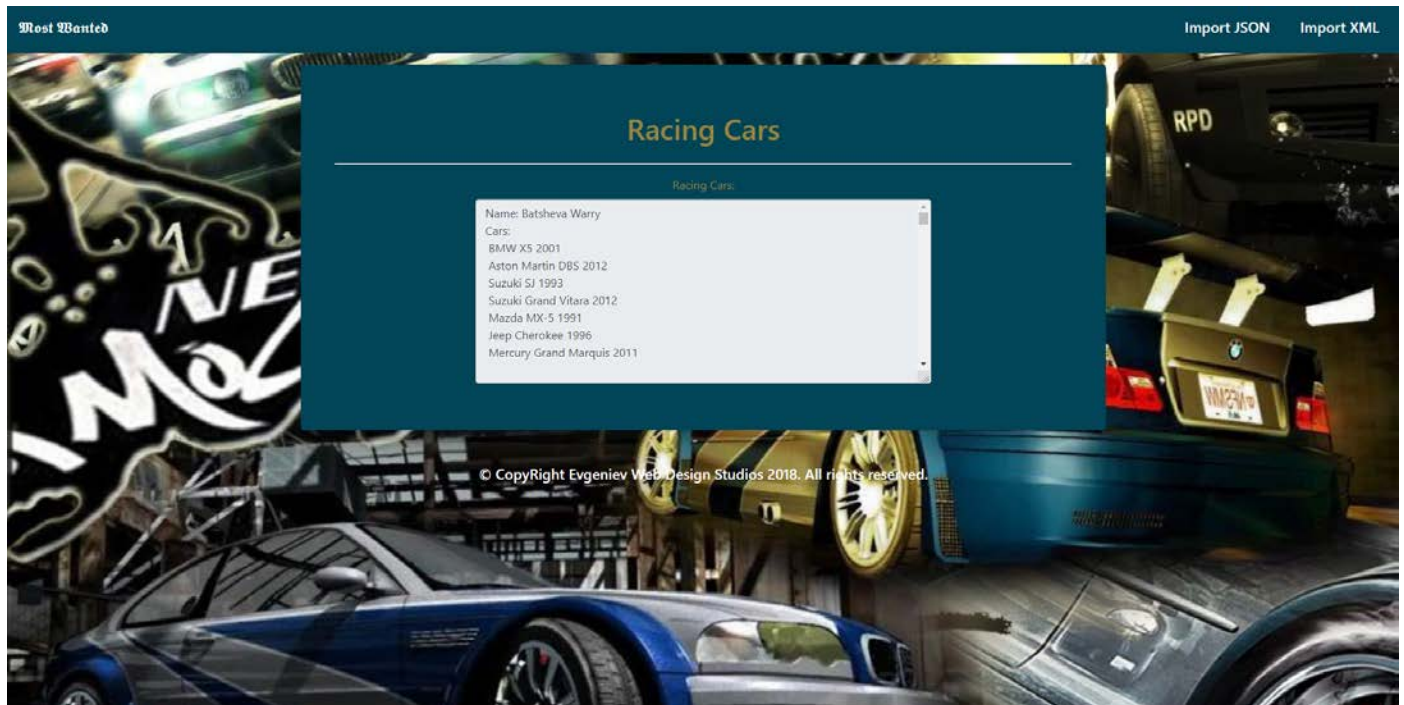 Most Wanted
Import JSON
Import XML
Racing Cars
Racing Cars:
Name: Batsheva Warry
Cars:
BMW X5 2001
Aston Martin DBS 2012
Suzuki SJ 1993
Suzuki Grand Vitara 2012
Mazda MX-5 1991
Jeep Cherokee 1996
Mercury Grand Marquis 2011
RPD
© CopyRight Evgeniev Web Design Studios 2018. All rights reserved.